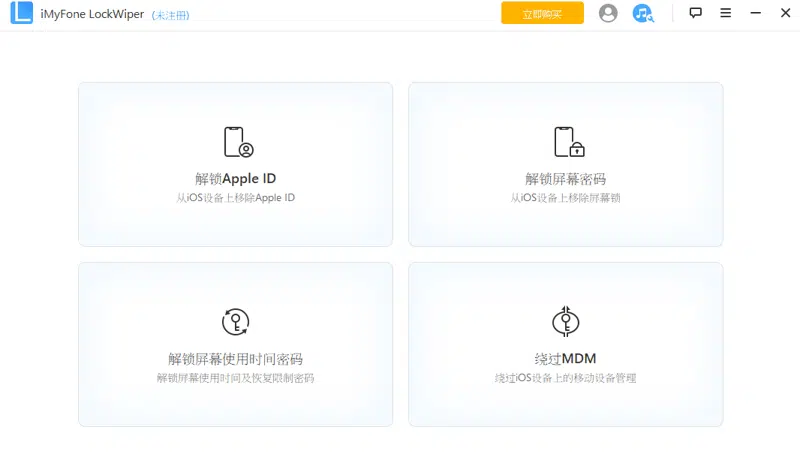 iMyFone LockWiper (未注册)
立即购买
解锁Apple ID
从iOS设备上移除Apple ID
解锁屏幕密码
从iOS设备上移除屏幕锁
解锁屏幕使用时间密码
解锁屏幕使用时间及恢复限制密码
绕过MDM
绕过iOS设备上的移动设备管理